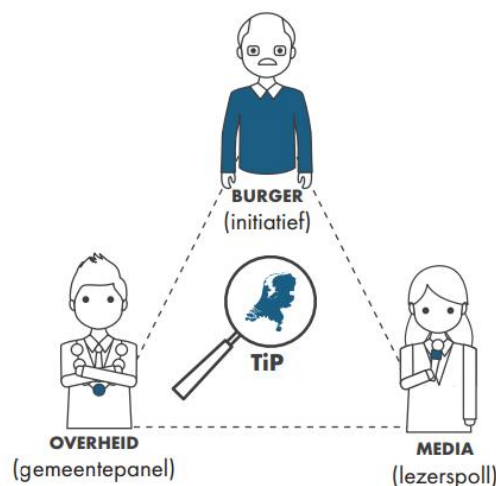 BURGER
(initiatief)
TiP
OVERHEID
(gemeentepanel)
MEDIA
(lezerspoll)